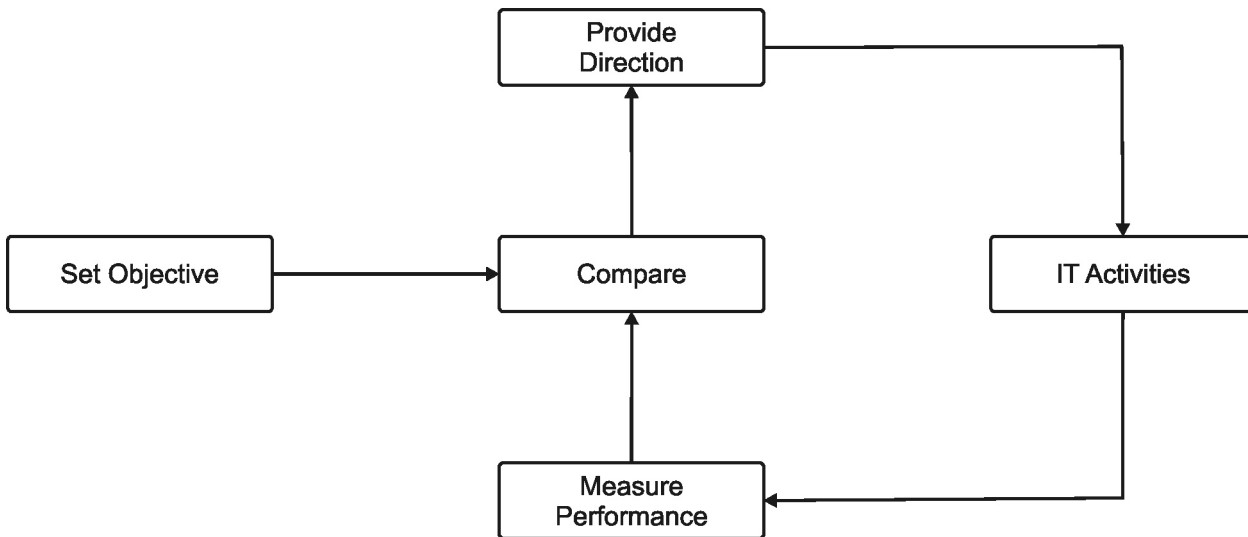 Provide
Direction
Set Objective
Compare
IT Activities
Measure
Performance